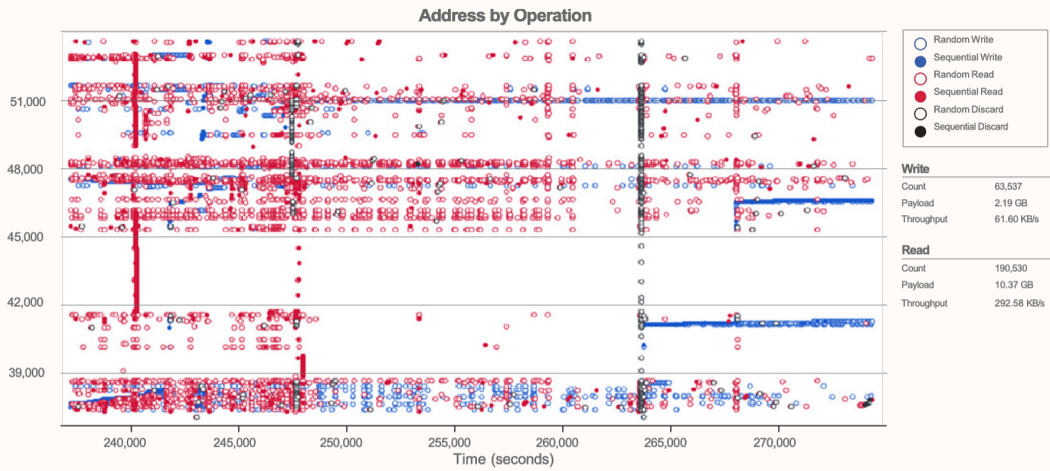 Address by Operation
Random Write
Sequential Write
Random Read
Sequential Read
Random Discard
Sequential Discard
51,000
48,000
45,000
42,000
39,000
240,000
245,000
250,000
255,000
260,000
265,000
270,000
Time (seconds)
Write
Count 63,537
Payload 2.19 GB
Throughput 61.60 KB/s
Read
Count 190,530
Payload 10.37 GB
Throughput 292.58 KB/s